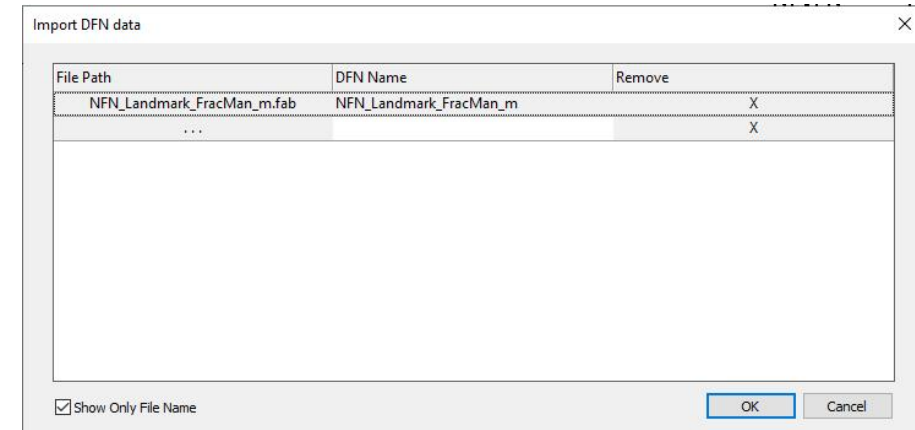 Import DFN data
File Path DFN Name Remove
NFN_Landmark_FracMan_m.fab NFN_Landmark_FracMan_m X
... X
Show Only File Name OK Cancel